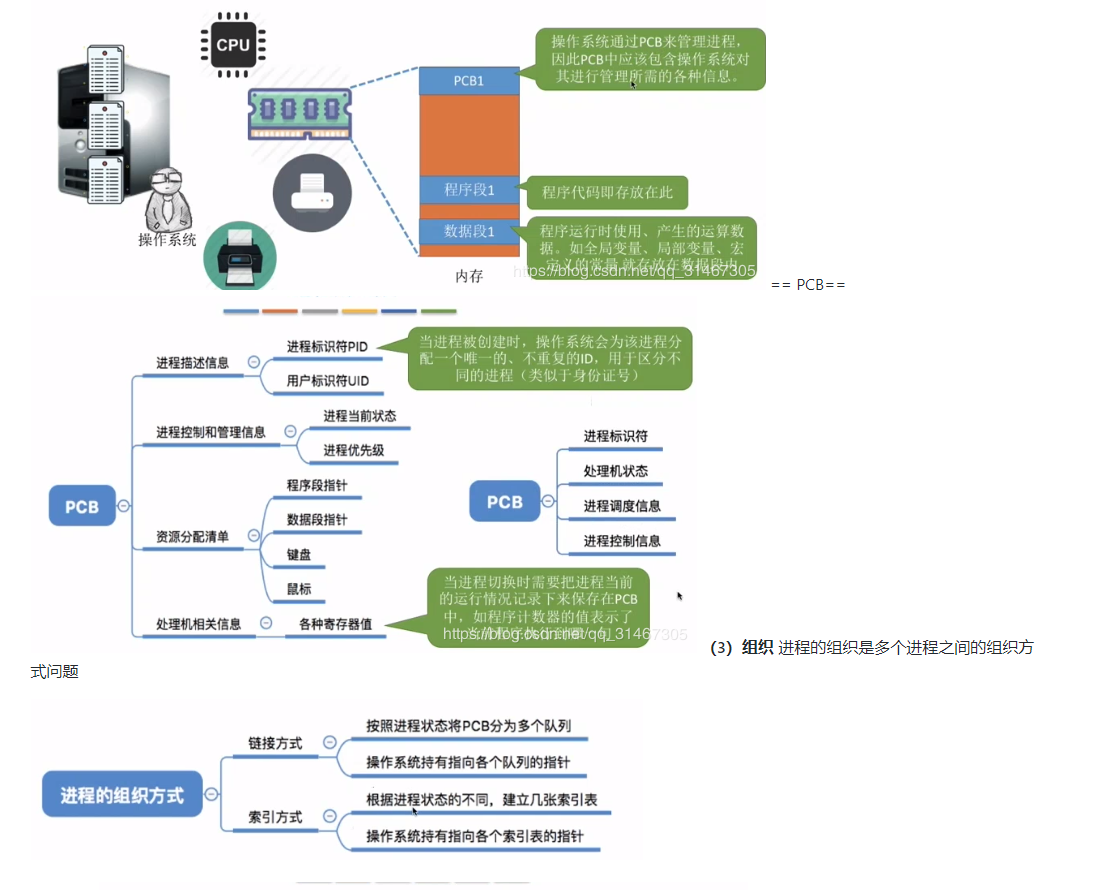 CPU
操作系统
PCB1
程序段1
数据段1
内存
操作系统通过PCB来管理进程,
因此PCB中应该包含操作系统对
其进行管理所需的各种信息。
程序代码即存放在此
程序运行时使用、产生的运算数
据。如全局变量、局部变量、宏
定义的常量就存放在数据段内
https://blog.csdn.net/qq_31467305
== PCB==
PCB
进程描述信息
进程标识符PID
用户标识符UID
当进程被创建时,操作系统会为该进程分
配一个唯一的、不重复的ID,用于区分不
同的进程(类似于身份证号)
进程控制和管理信息
进程当前状态
进程优先级
资源分配清单
程序段指针
数据段指针
键盘
鼠标
处理机相关信息
各种寄存器值
当进程切换时需要把进程当前
的运行情况记录下来保存在PCB
中,如程序计数器的值表示了
https://blog.csdn.net/qq_31467305
PCB
进程标识符
处理机状态
进程调度信息
进程控制信息
(3)组织 进程的组织是多个进程之间的组织方
式问题
进程的组织方式
链接方式
按照进程状态将PCB分为多个队列
操作系统持有指向各个队列的指针
索引方式
根据进程状态的不同,建立几张索引表
操作系统持有指向各个索引表的指针